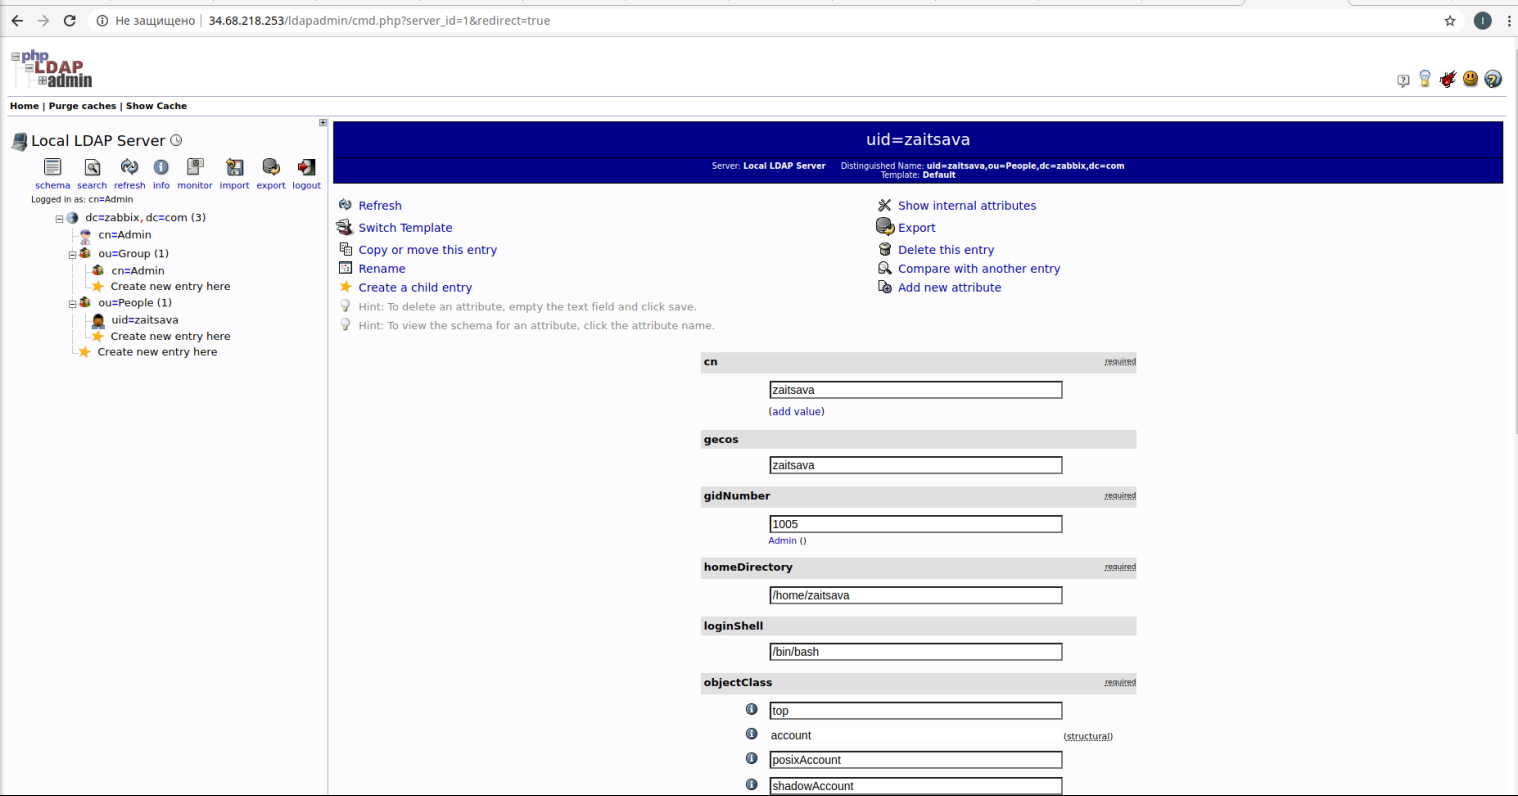 Не защищено | 34.68.218.253/ldapadmin/cmd.php?server_id=1&redirect=true
I
php
LDAP
admin
Home | Purge caches | Show Cache
Local LDAP Server
schema search refresh info monitor import export logout
Logged in as: cn=Admin
dc=zabbix, dc=com (3)
cn=Admin
ou=Group (1)
cn=Admin
Create new entry here
ou=People (1)
uid=zaitsava
Create new entry here
Create new entry here
uid=zaitsava
Server: Local LDAP Server Distinguished Name: uid=zaitsava,ou=People,dc=zabbix,dc=com
Template: Default
Refresh
Show internal attributes
Switch Template
Export
Copy or move this entry
Delete this entry
Rename
Compare with another entry
Create a child entry
Add new attribute
Hint: To delete an attribute, empty the text field and click save.
Hint: To view the schema for an attribute, click the attribute name.
cn required
zaitsava
(add value)
gecos
zaitsava
gidNumber required
1005
Admin ()
homeDirectory required
/home/zaitsava
loginShell
/bin/bash
objectClass required
top
account (structural)
posixAccount
shadowAccount